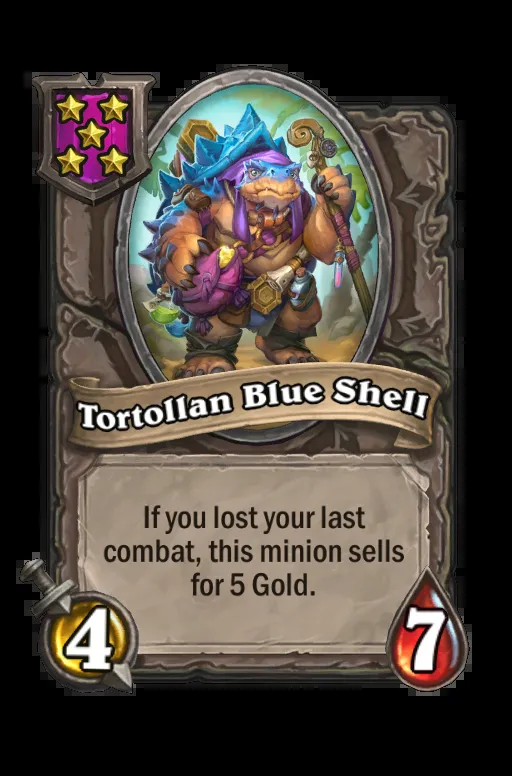 Tortollan Blue Shell
If you lost your last
combat, this minion sells
for 5 Gold.
4
7